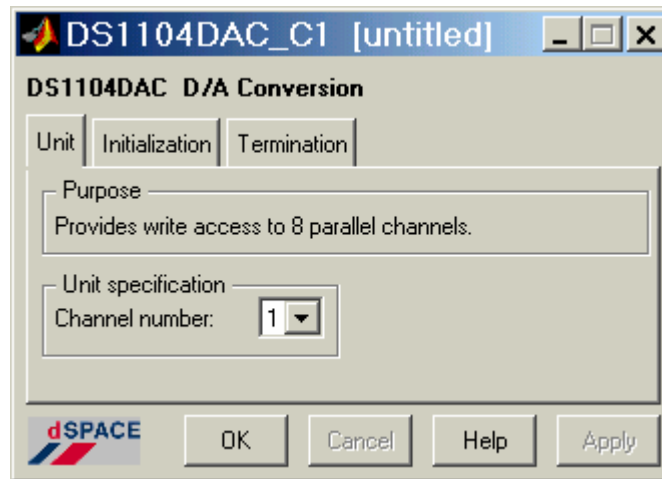 DS1104DAC_C1 [untitled]
DS1104DAC D/A Conversion
Unit Initialization Termination
Purpose
Provides write access to 8 parallel channels.
Unit specification
Channel number: 1
dSPACE OK Cancel Help Apply